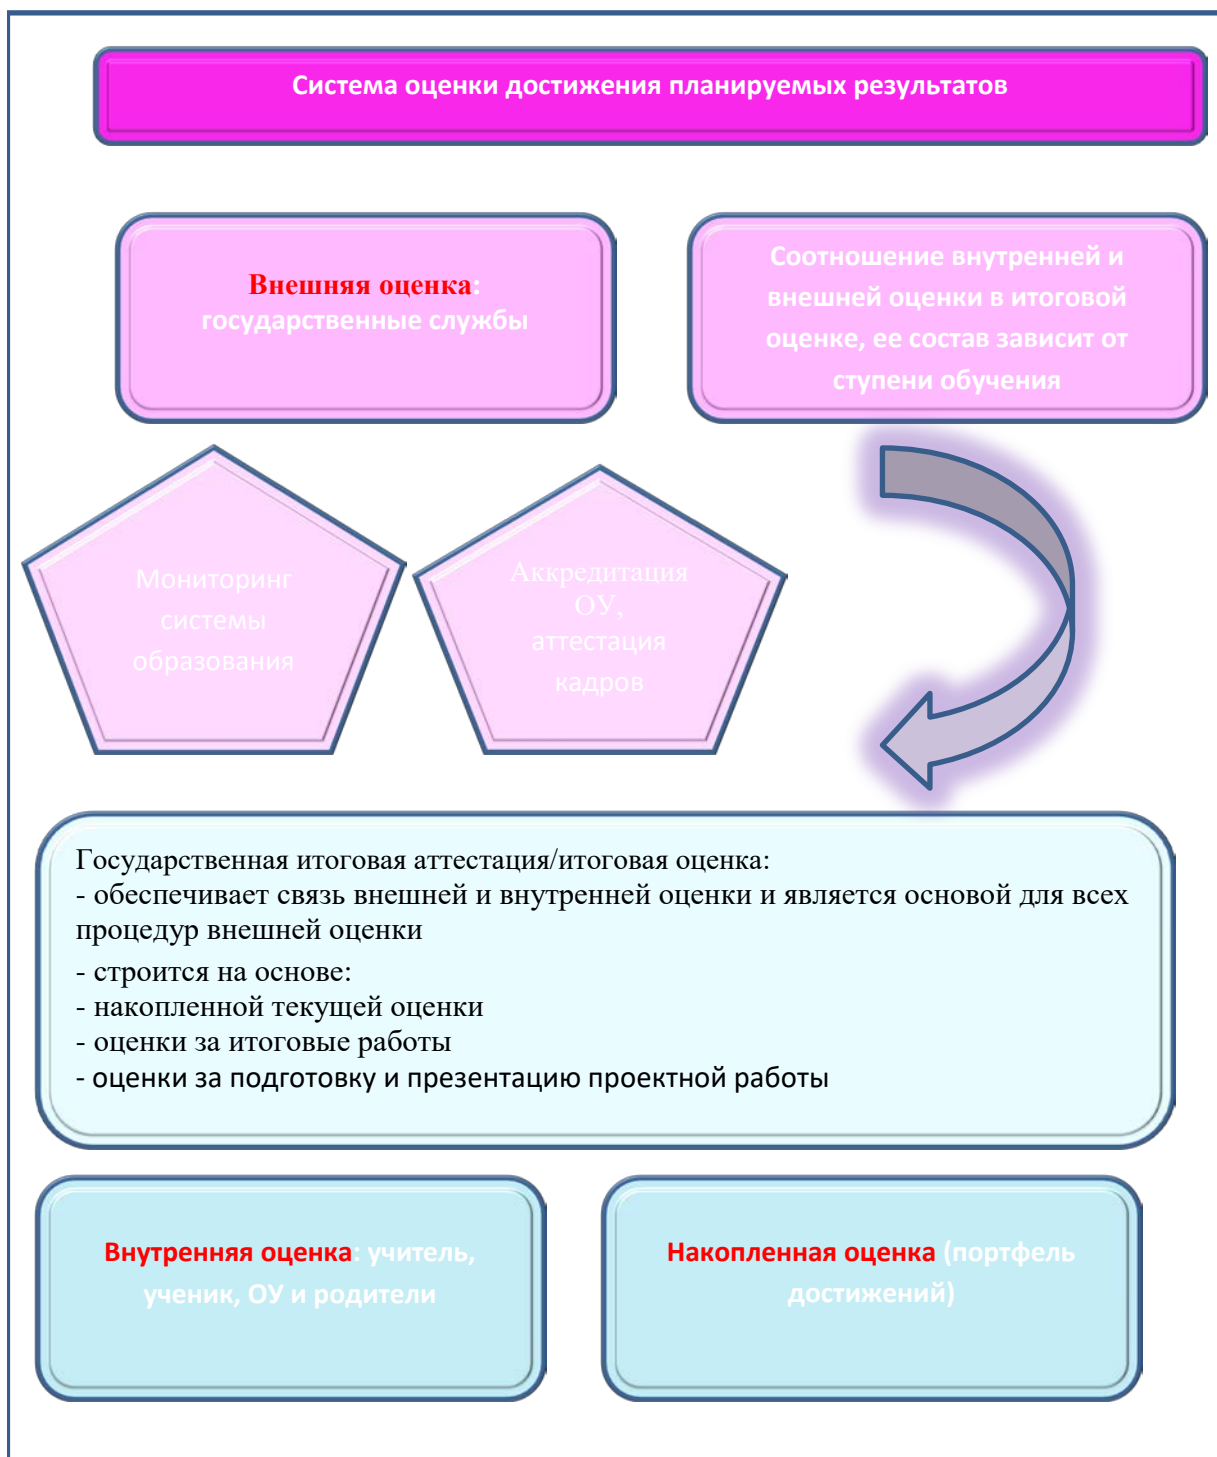 Система оценки достижения планируемых результатов
Внешняя оценка:
государственные службы
Соотношение внутренней и
внешней оценки в итоговой
оценке, ее состав зависит от
ступени обучения
Мониторинг
системы
образования
Аккредитация
ОУ,
аттестация
кадров
Государственная итоговая аттестация/итоговая оценка:
- обеспечивает связь внешней и внутренней оценки и является основой для всех
процедур внешней оценки
- строится на основе:
- накопленной текущей оценки
- оценки за итоговые работы
- оценки за подготовку и презентацию проектной работы
Внутренняя оценка: учитель,
ученик, ОУ и родители
Накопленная оценка (портфель
достижений)